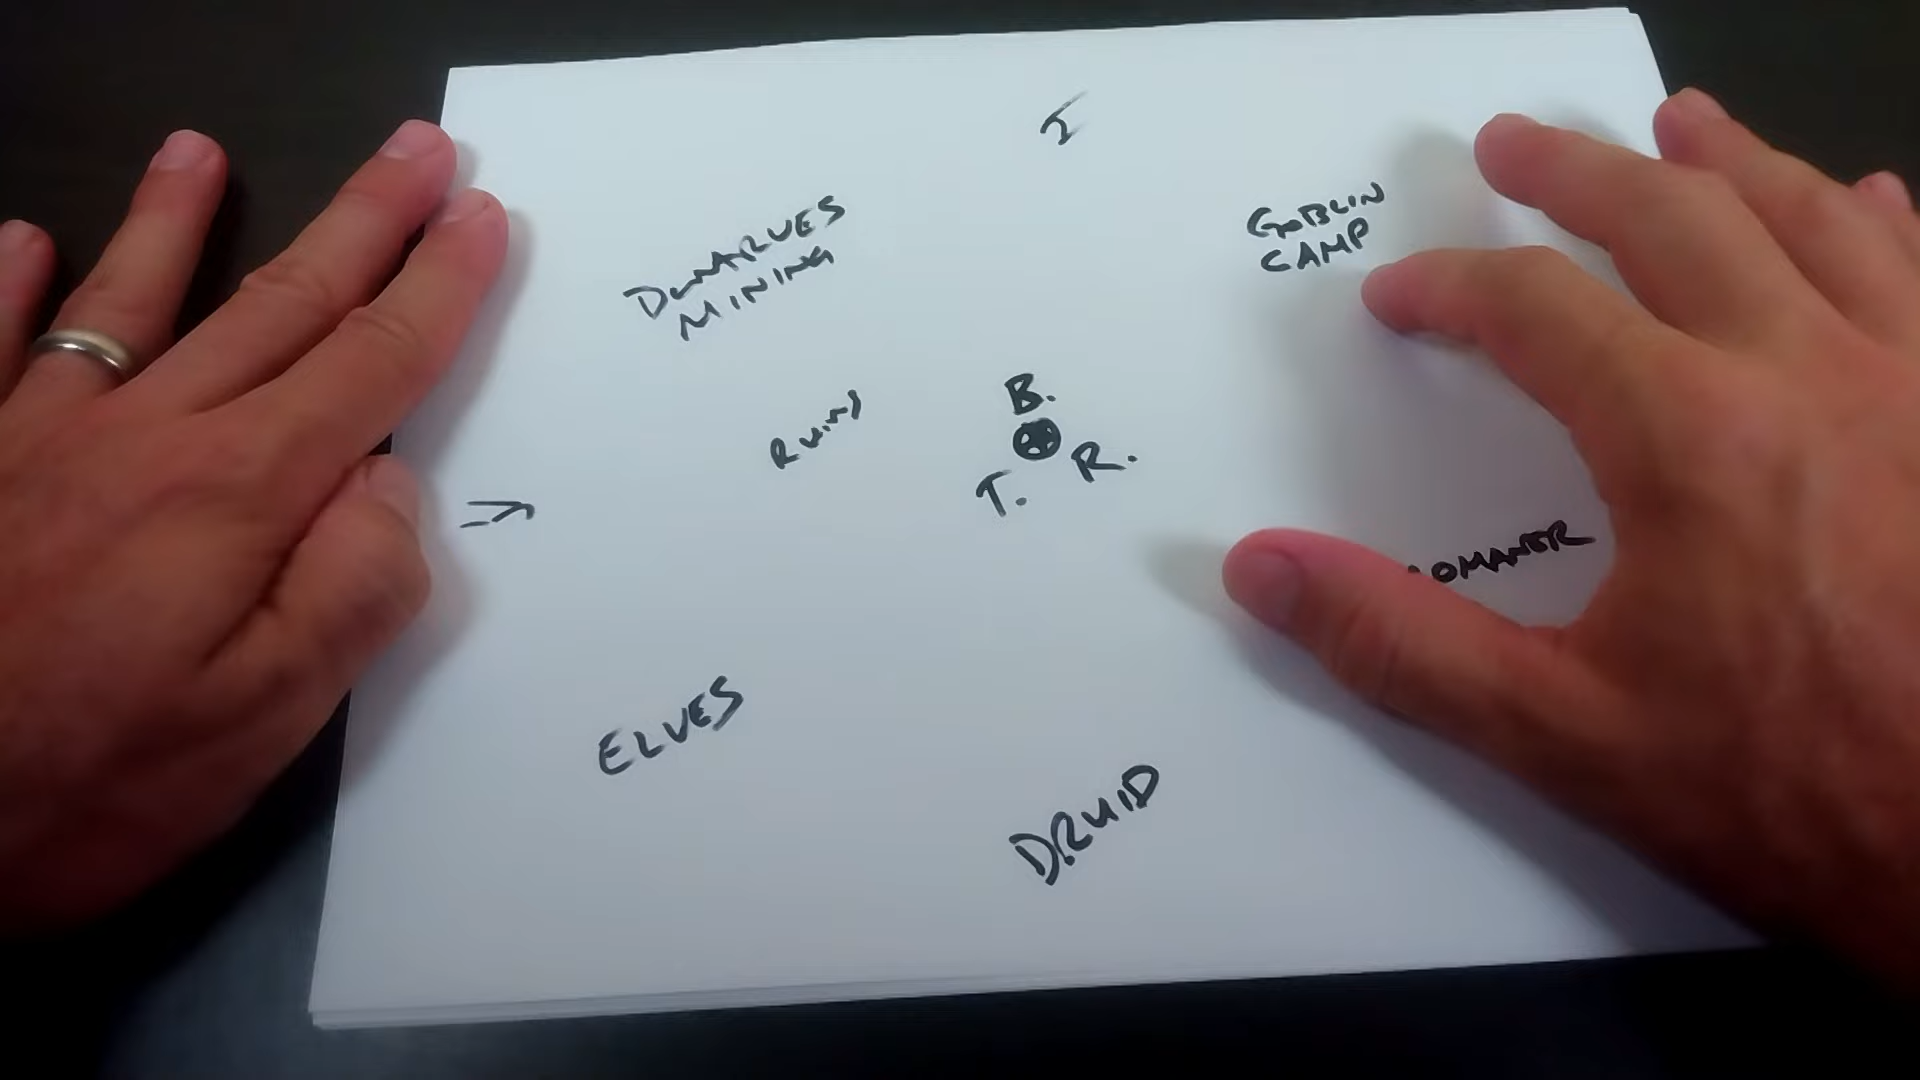 I
DWARVES
MINING
GOBLIN
CAMP
RUINS
B.
R.
T.
ELVES
DRUID